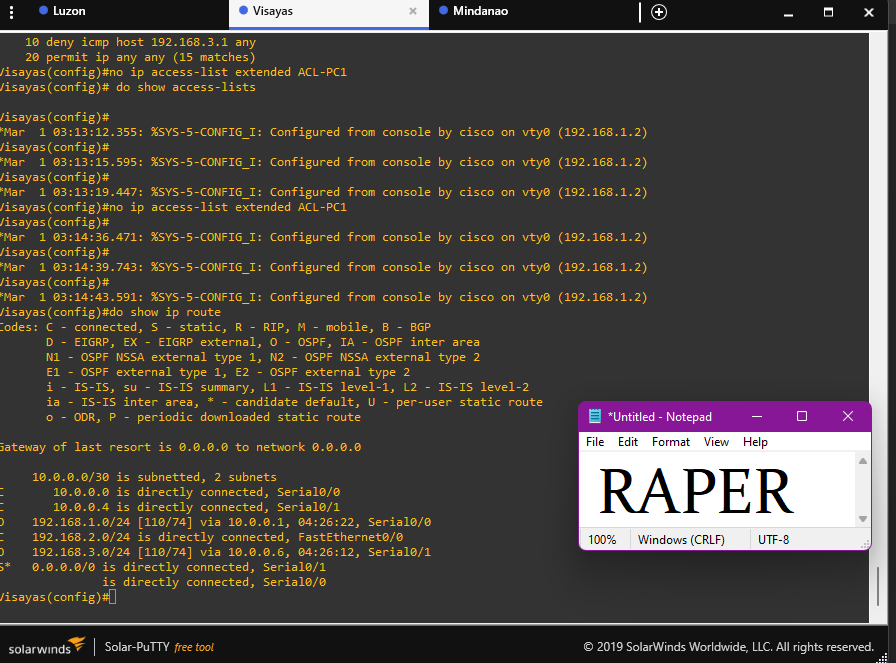 Luzon
Visayas
Mindanao
10 deny icmp host 192.168.3.1 any
20 permit ip any any (15 matches)
Visayas(config)#no ip access-list extended ACL-PC1
Visayas(config)# do show access-lists
Visayas(config)#
*Mar  1 03:13:12.355: %SYS-5-CONFIG_I: Configured from console by cisco on vty0 (192.168.1.2)
Visayas(config)#
*Mar  1 03:13:15.595: %SYS-5-CONFIG_I: Configured from console by cisco on vty0 (192.168.1.2)
Visayas(config)#
*Mar  1 03:13:19.447: %SYS-5-CONFIG_I: Configured from console by cisco on vty0 (192.168.1.2)
Visayas(config)#no ip access-list extended ACL-PC1
Visayas(config)#
*Mar  1 03:14:36.471: %SYS-5-CONFIG_I: Configured from console by cisco on vty0 (192.168.1.2)
Visayas(config)#
*Mar  1 03:14:39.743: %SYS-5-CONFIG_I: Configured from console by cisco on vty0 (192.168.1.2)
Visayas(config)#
*Mar  1 03:14:43.591: %SYS-5-CONFIG_I: Configured from console by cisco on vty0 (192.168.1.2)
Visayas(config)#do show ip route
Codes: C - connected, S - static, R - RIP, M - mobile, B - BGP
D - EIGRP, EX - EIGRP external, O - OSPF, IA - OSPF inter area
N1 - OSPF NSSA external type 1, N2 - OSPF NSSA external type 2
E1 - OSPF external type 1, E2 - OSPF external type 2
i - IS-IS, su - IS-IS summary, L1 - IS-IS level-1, L2 - IS-IS level-2
ia - IS-IS inter area, * - candidate default, U - per-user static route
o - ODR, P - periodic downloaded static route
Gateway of last resort is 0.0.0.0 to network 0.0.0.0
10.0.0.0/30 is subnetted, 2 subnets
C 10.0.0.0 is directly connected, Serial0/0
C 10.0.0.4 is directly connected, Serial0/1
O 192.168.1.0/24 [110/74] via 10.0.0.1, 04:26:22, Serial0/0
C 192.168.2.0/24 is directly connected, FastEthernet0/0
O 192.168.3.0/24 [110/74] via 10.0.0.6, 04:26:12, Serial0/1
S* 0.0.0.0/0 is directly connected, Serial0/1
is directly connected, Serial0/0
Visayas(config)#
*Untitled - Notepad
File Edit Format View Help
RAPER
100% Windows (CRLF) UTF-8
solarwinds Solar-PuTTY free tool © 2019 SolarWinds Worldwide, LLC. All rights reserved.